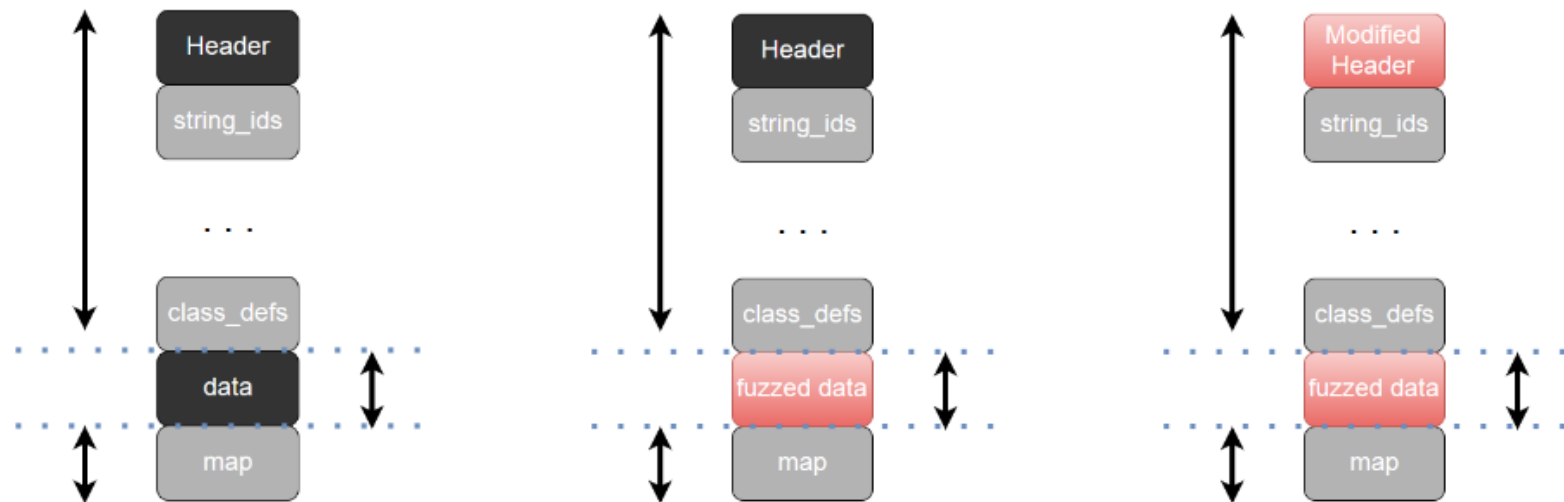 Header
string_ids
. . .
class_defs
data
map
Header
string_ids
. . .
class_defs
fuzzed data
map
Modified
Header
string_ids
. . .
class_defs
fuzzed data
map